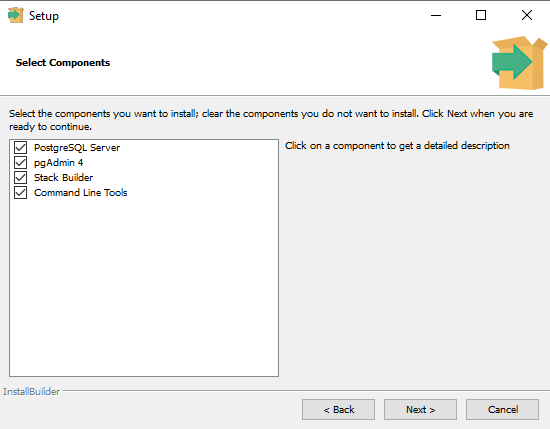 Setup
Select Components
Select the components you want to install; clear the components you do not want to install. Click Next when you are
ready to continue.
PostgreSQL Server
pgAdmin 4
Stack Builder
Command Line Tools
Click on a component to get a detailed description
InstallBuilder
< Back
Next >
Cancel